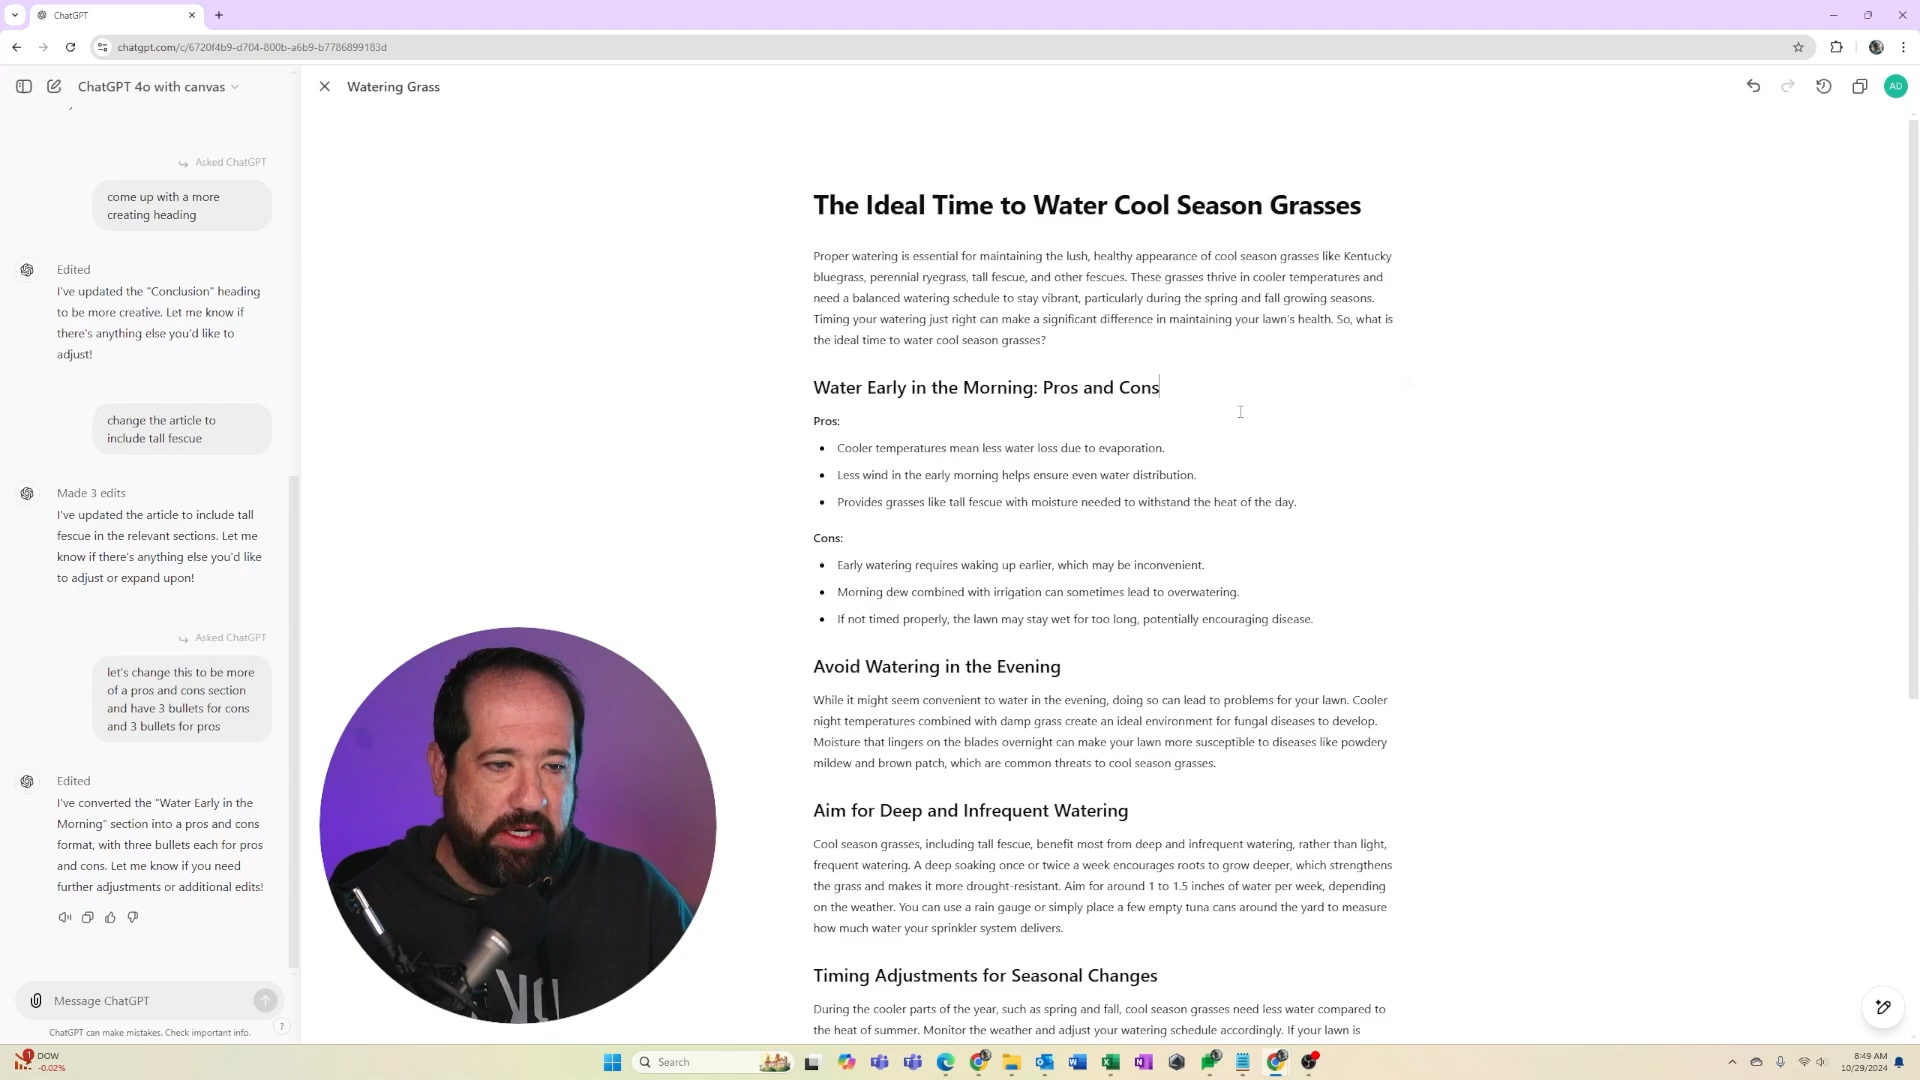 ChatGPT
chatgpt.com/c/6720f4b9-d704-800b-a6b9-b7786899183d
ChatGPT 4o with canvas
Asked ChatGPT
come up with a more
creating heading
Edited
I've updated the "Conclusion" heading
to be more creative. Let me know if
there's anything else you'd like to
adjust!
change the article to
include tall fescue
Made 3 edits
I've updated the article to include tall
fescue in the relevant sections. Let me
know if there's anything else you'd like
to adjust or expand upon!
Asked ChatGPT
let's change this to be more
of a pros and cons section
and have 3 bullets for cons
and 3 bullets for pros
Edited
I've converted the "Water Early in the
Morning" section into a pros and cons
format, with three bullets each for pros
and cons. Let me know if you need
further adjustments or additional edits!
Message ChatGPT
ChatGPT can make mistakes. Check important info.
?
Watering Grass
AD
The Ideal Time to Water Cool Season Grasses
Proper watering is essential for maintaining the lush, healthy appearance of cool season grasses like Kentucky
bluegrass, perennial ryegrass, tall fescue, and other fescues. These grasses thrive in cooler temperatures and
need a balanced watering schedule to stay vibrant, particularly during the spring and fall growing seasons.
Timing your watering just right can make a significant difference in maintaining your lawn's health. So, what is
the ideal time to water cool season grasses?
Water Early in the Morning: Pros and Cons
Pros:
• Cooler temperatures mean less water loss due to evaporation.
• Less wind in the early morning helps ensure even water distribution.
• Provides grasses like tall fescue with moisture needed to withstand the heat of the day.
Cons:
• Early watering requires waking up earlier, which may be inconvenient.
• Morning dew combined with irrigation can sometimes lead to overwatering.
• If not timed properly, the lawn may stay wet for too long, potentially encouraging disease.
Avoid Watering in the Evening
While it might seem convenient to water in the evening, doing so can lead to problems for your lawn. Cooler
night temperatures combined with damp grass create an ideal environment for fungal diseases to develop.
Moisture that lingers on the blades overnight can make your lawn more susceptible to diseases like powdery
mildew and brown patch, which are common threats to cool season grasses.
Aim for Deep and Infrequent Watering
Cool season grasses, including tall fescue, benefit most from deep and infrequent watering, rather than light,
frequent watering. A deep soaking once or twice a week encourages roots to grow deeper, which strengthens
the grass and makes it more drought-resistant. Aim for around 1 to 1.5 inches of water per week, depending
on the weather. You can use a rain gauge or simply place a few empty tuna cans around the yard to measure
how much water your sprinkler system delivers.
Timing Adjustments for Seasonal Changes
During the cooler parts of the year, such as spring and fall, cool season grasses need less water compared to
the heat of summer. Monitor the weather and adjust your watering schedule accordingly. If your lawn is
1
DOW
-0.02%
Search
8:49 AM
10/29/2024